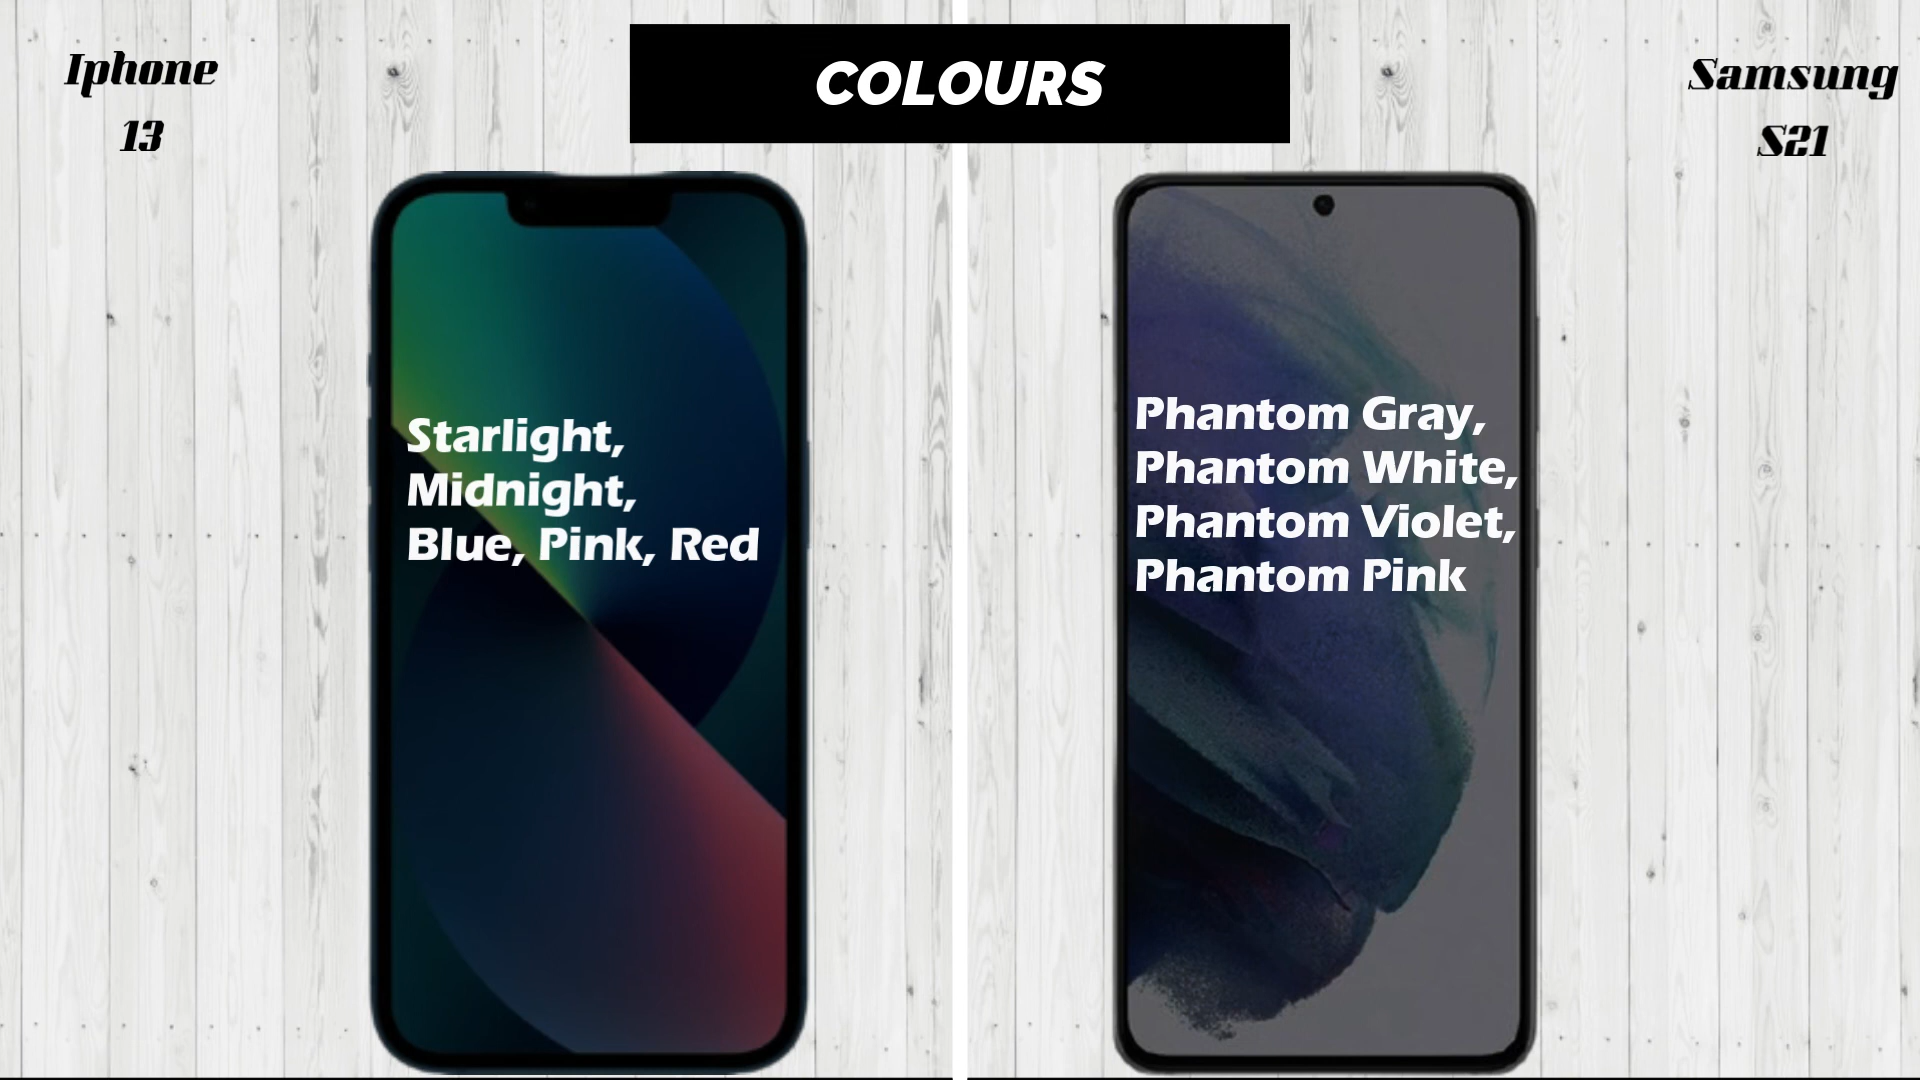 COLOURS
Iphone
13
Samsung
S21
Starlight,
Midnight,
Blue, Pink, Red
Phantom Gray,
Phantom White,
Phantom Violet,
Phantom Pink